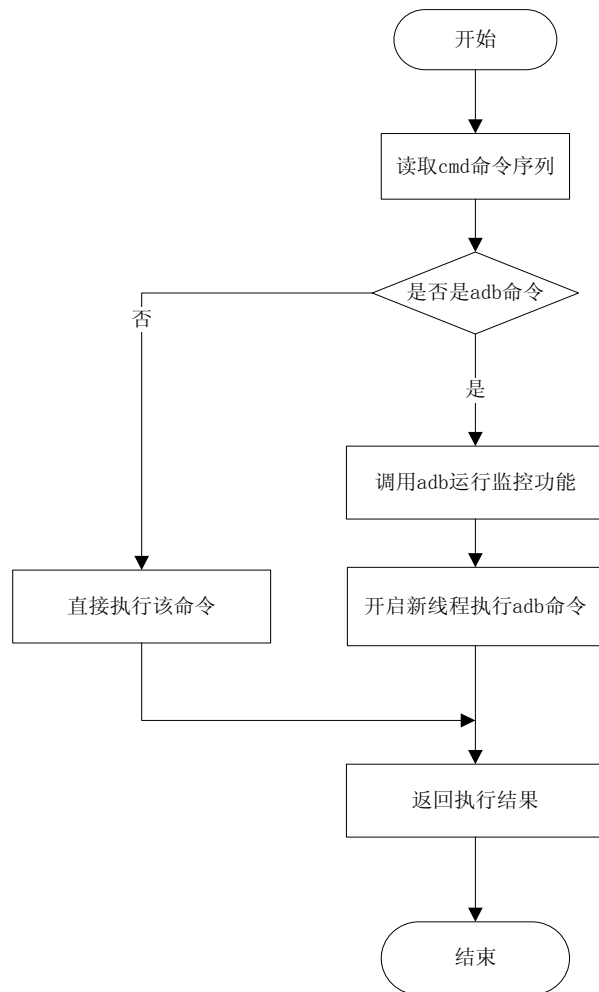 开始
读取cmd命令序列
是否是adb命令
否
是
调用adb运行监控功能
直接执行该命令
开启新线程执行adb命令
返回执行结果
结束